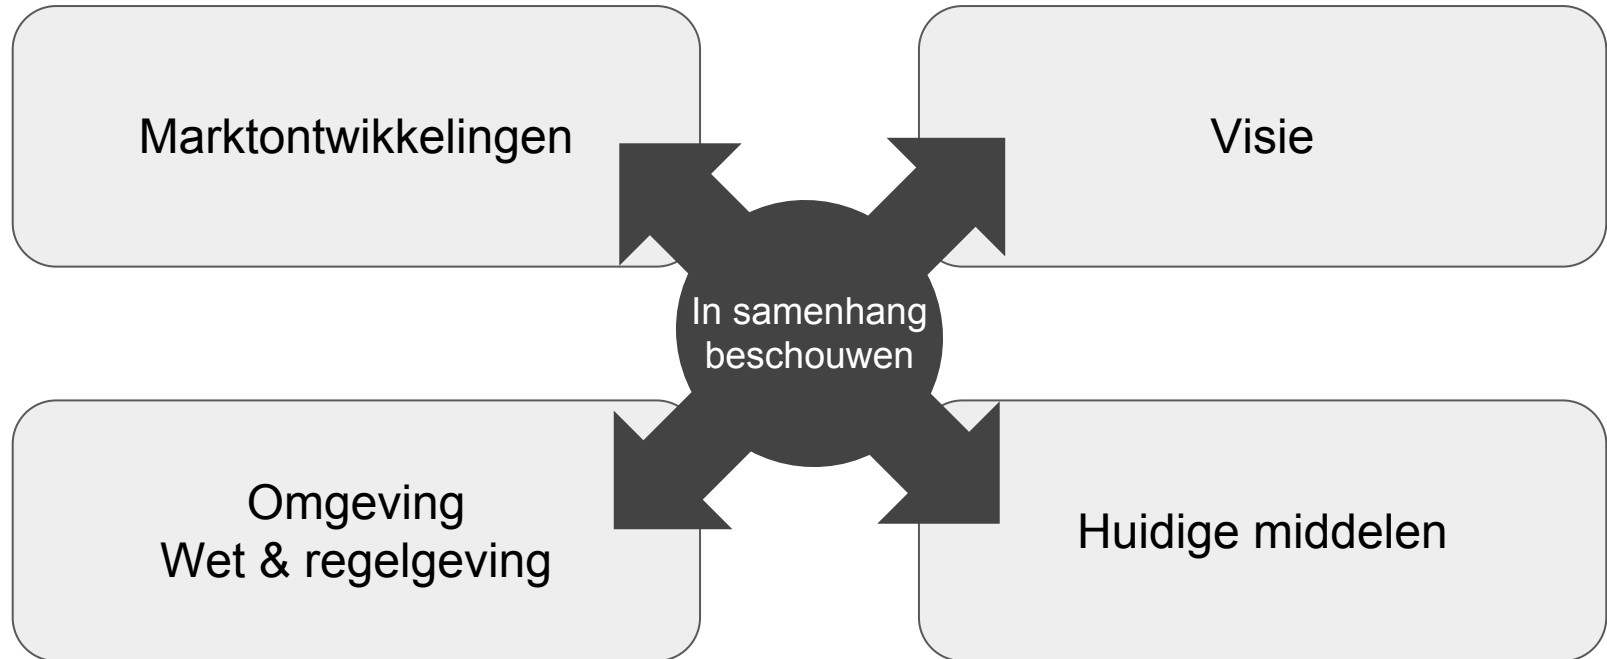 Marktontwikkelingen
Visie
In samenhang
beschouwen
Omgeving
Wet & regelgeving
Huidige middelen